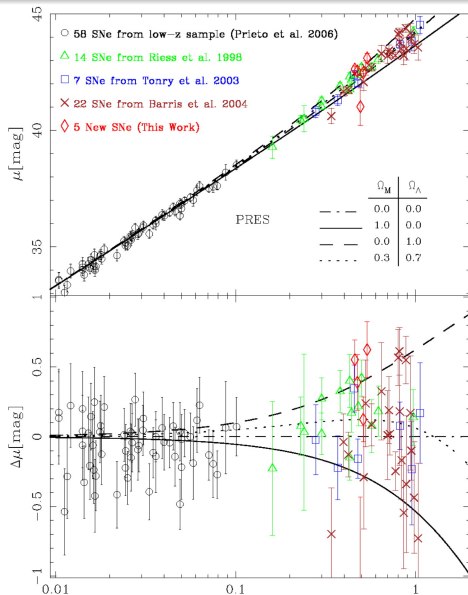 45
58 SNe from low-z sample (Prieto et al. 2006)
14 SNe from Riess et al. 1998
7 SNe from Tonry et al. 2003
22 SNe from Barris et al. 2004
5 New SNe (This Work)
40
μ[mag]
Ω_M Ω_Λ
0.0 0.0
1.0 0.0
0.0 1.0
0.3 0.7
PRES
35
1
0.5
Δμ[mag]
0
−0.5
−1
0.01 0.1 1